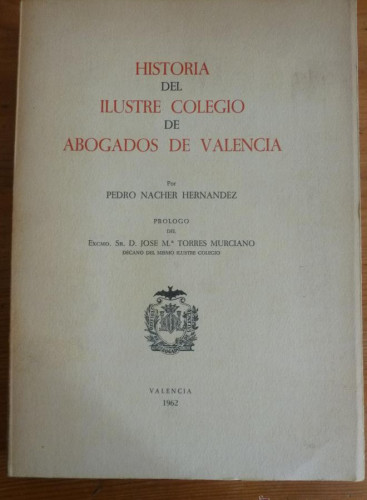 HISTORIA
DEL
ILUSTRE COLEGIO
DE
ABOGADOS DE VALENCIA
Por
PEDRO NACHER HERNANDEZ
PROLOGO
DEL
EXCMO. SR. D. JOSE M.ª TORRES MURCIANO
DECANO DEL MISMO ILUSTRE COLEGIO
VALENCIA
1962